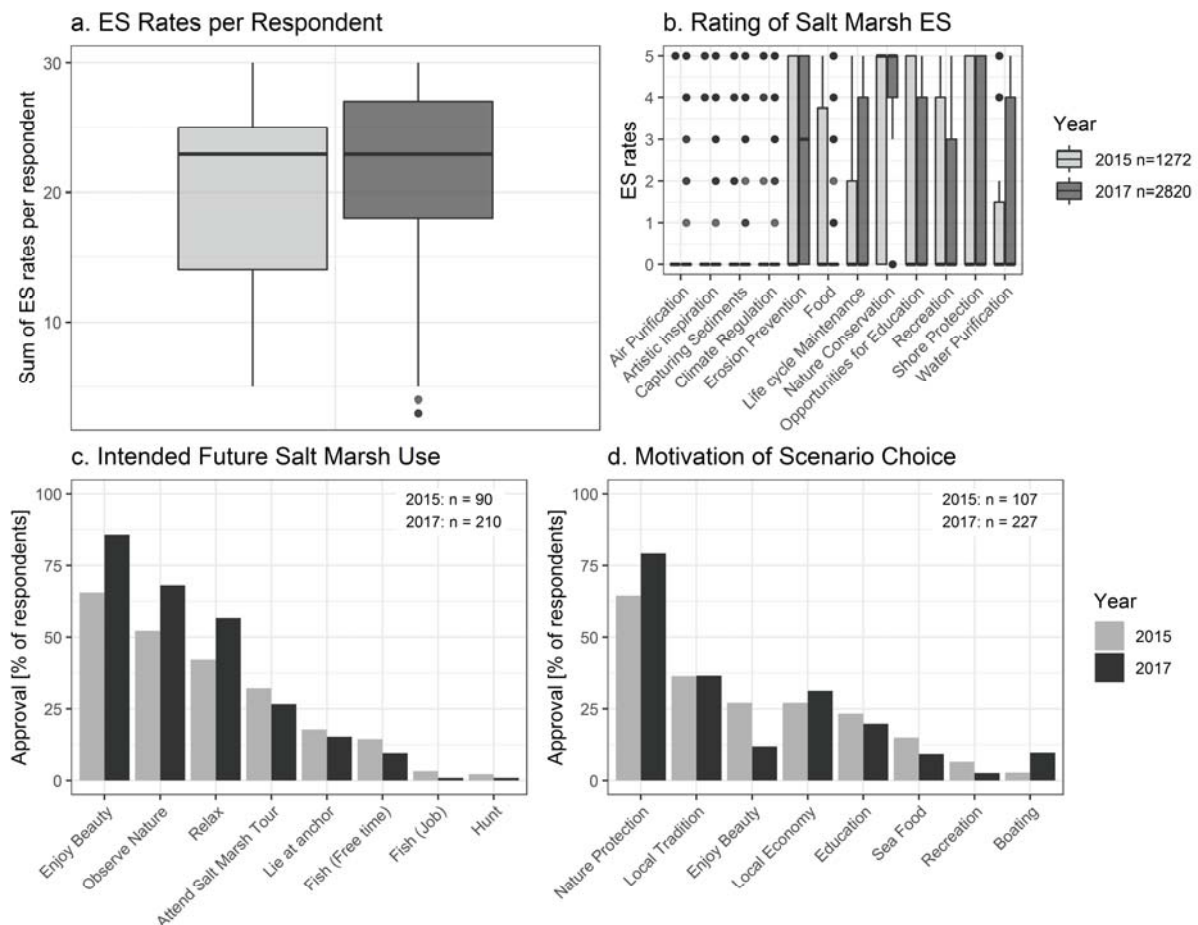 a. ES Rates per Respondent
Sum of ES rates per respondent
30
20
10
b. Rating of Salt Marsh ES
ES rates
5
4
3
2
1
0
Air Purification
Artistic Inspiration
Capturing Sediments
Climate Regulation
Erosion Prevention
Food
Life cycle Maintenance
Nature Conservation
Opportunities for Education
Recreation
Shore Protection
Water Purification
Year
2015 n=1272
2017 n=2820
c. Intended Future Salt Marsh Use
Approval [% of respondents]
100
75
50
25
0
2015: n = 90
2017: n = 210
Enjoy Beauty
Observe Nature
Relax
Attend Salt Marsh Tour
Lie at anchor
Fish (Free time)
Fish (Job)
Hunt
d. Motivation of Scenario Choice
Approval [% of respondents]
100
75
50
25
0
2015: n = 107
2017: n = 227
Nature Protection
Local Tradition
Enjoy Beauty
Local Economy
Education
Sea Food
Recreation
Boating
Year
2015
2017